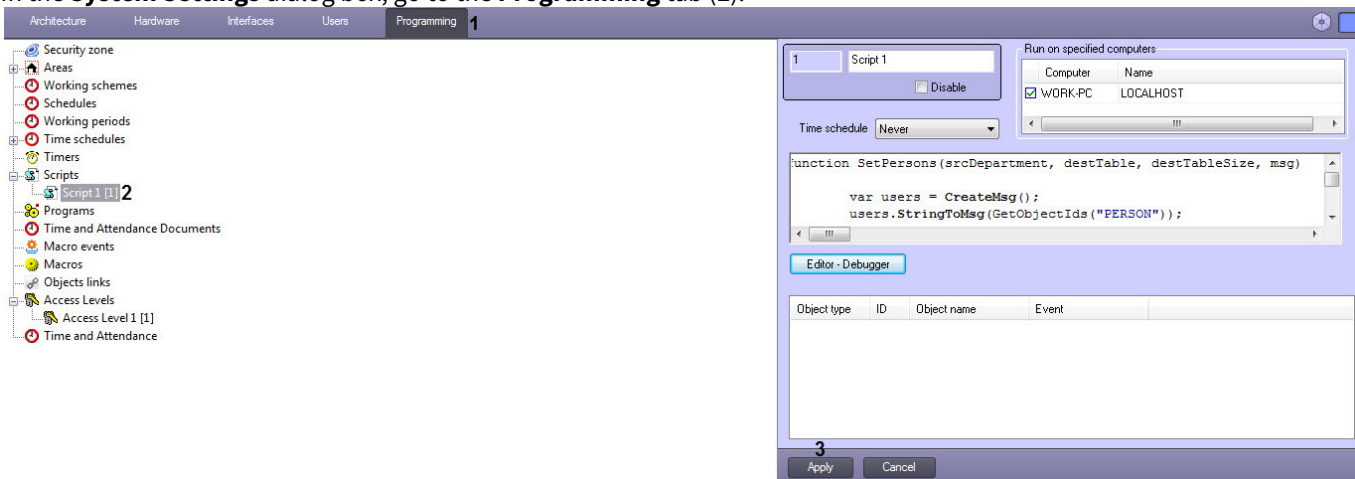 In the System Settings dialog box, go to the Programming tab (1).
Architecture Hardware Interfaces Users Programming 1
Security zone
Areas
Working schemes
Schedules
Working periods
Time schedules
Timers
Scripts
Script 1 [1] 2
Programs
Time and Attendance Documents
Macro events
Macros
Objects links
Access Levels
Access Level 1 [1]
Time and Attendance
1 Script 1
Disable
Run on specified computers
Computer Name
WORK-PC LOCALHOST
Time schedule Never
function SetPersons(srcDepartment, destTable, destTableSize, msg)
var users = CreateMsg();
users.StringToMsg(GetObjectIds("PERSON"));
Editor - Debugger
Object type ID Object name Event
3
Apply Cancel